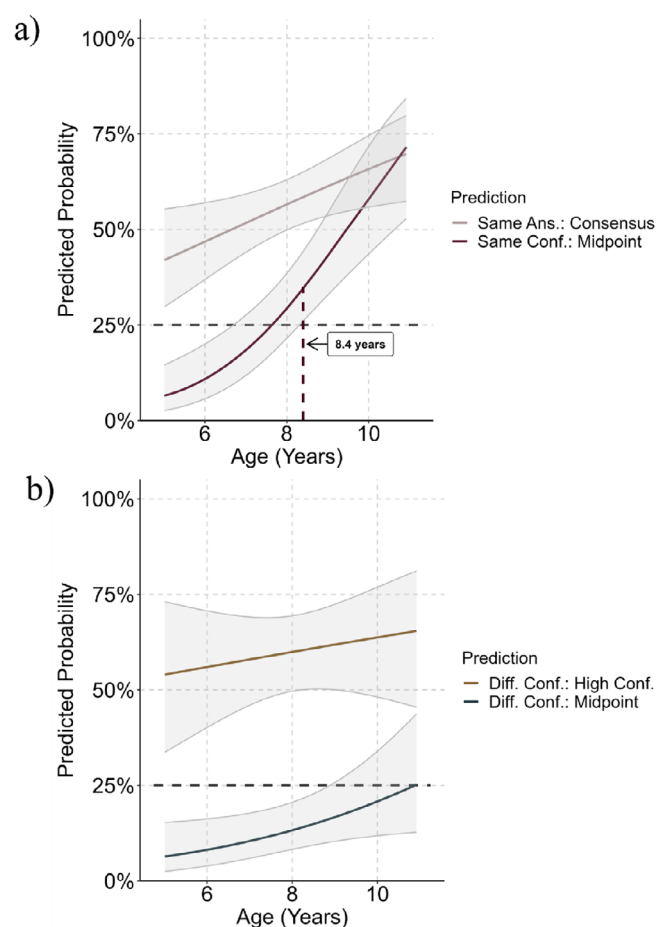 a)
100%
75%
50%
25%
0%
Predicted Probability
6 8 10
Age (Years)
8.4 years
Prediction
Same Ans.: Consensus
Same Conf.: Midpoint
b)
100%
75%
50%
25%
0%
Predicted Probability
6 8 10
Age (Years)
Prediction
Diff. Conf.: High Conf.
Diff. Conf.: Midpoint